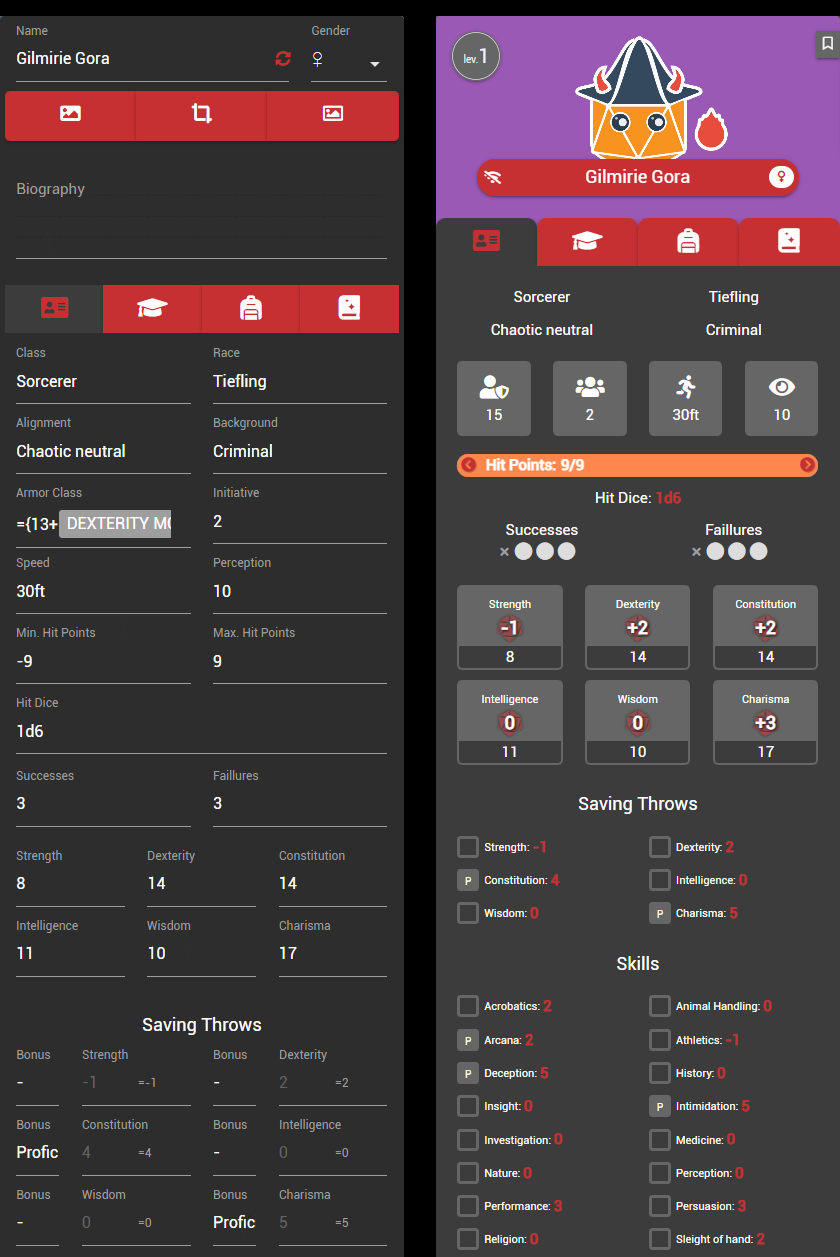 Name Gender
Gilmirie Gora ♀
Biography
Class Race
Sorcerer Tiefling
Alignment Background
Chaotic neutral Criminal
Armor Class Initiative
={13+ DEXTERITY MO 2
Speed Perception
30ft 10
Min. Hit Points Max. Hit Points
-9 9
Hit Dice
1d6
Successes Faillures
3 3
Strength Dexterity Constitution
8 14 14
Intelligence Wisdom Charisma
11 10 17
Saving Throws
Bonus Strength Bonus Dexterity
- -1 =-1 - 2 =2
Bonus Constitution Bonus Intelligence
Profic 4 =4 - 0 =0
Bonus Wisdom Bonus Charisma
- 0 =0 Profic 5 =5
lev. 1
Gilmirie Gora ♀
Sorcerer Tiefling
Chaotic neutral Criminal
15 2 30ft 10
Hit Points: 9/9
Hit Dice: 1d6
Successes Faillures
× ×
Strength Dexterity Constitution
-1 +2 +2
8 14 14
Intelligence Wisdom Charisma
0 0 +3
11 10 17
Saving Throws
Strength: -1 Dexterity: 2
P Constitution: 4 Intelligence: 0
Wisdom: 0 P Charisma: 5
Skills
Acrobatics: 2 Animal Handling: 0
P Arcana: 2 Athletics: -1
P Deception: 5 History: 0
Insight: 0 P Intimidation: 5
Investigation: 0 Medicine: 0
Nature: 0 Perception: 0
Performance: 3 Persuasion: 3
Religion: 0 Sleight of hand: 2